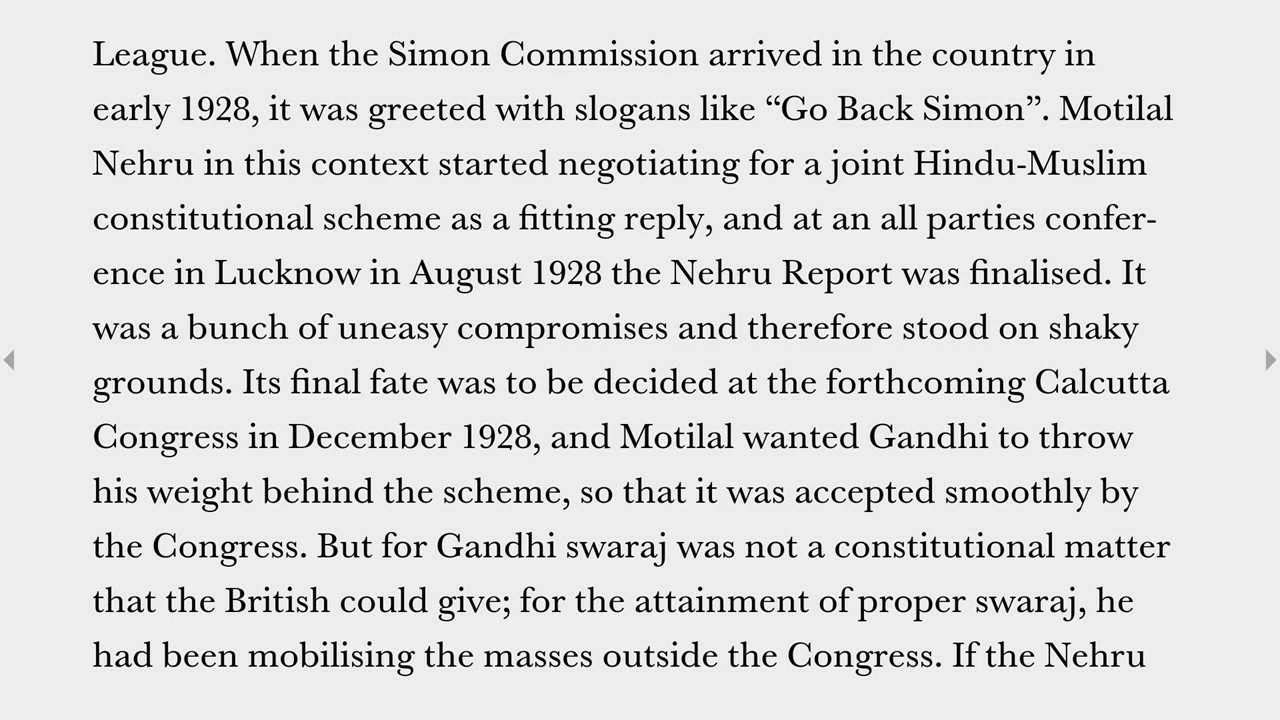 League. When the Simon Commission arrived in the country in
early 1928, it was greeted with slogans like “Go Back Simon”. Motilal
Nehru in this context started negotiating for a joint Hindu-Muslim
constitutional scheme as a fitting reply, and at an all parties confer-
ence in Lucknow in August 1928 the Nehru Report was finalised. It
was a bunch of uneasy compromises and therefore stood on shaky
grounds. Its final fate was to be decided at the forthcoming Calcutta
Congress in December 1928, and Motilal wanted Gandhi to throw
his weight behind the scheme, so that it was accepted smoothly by
the Congress. But for Gandhi swaraj was not a constitutional matter
that the British could give; for the attainment of proper swaraj, he
had been mobilising the masses outside the Congress. If the Nehru